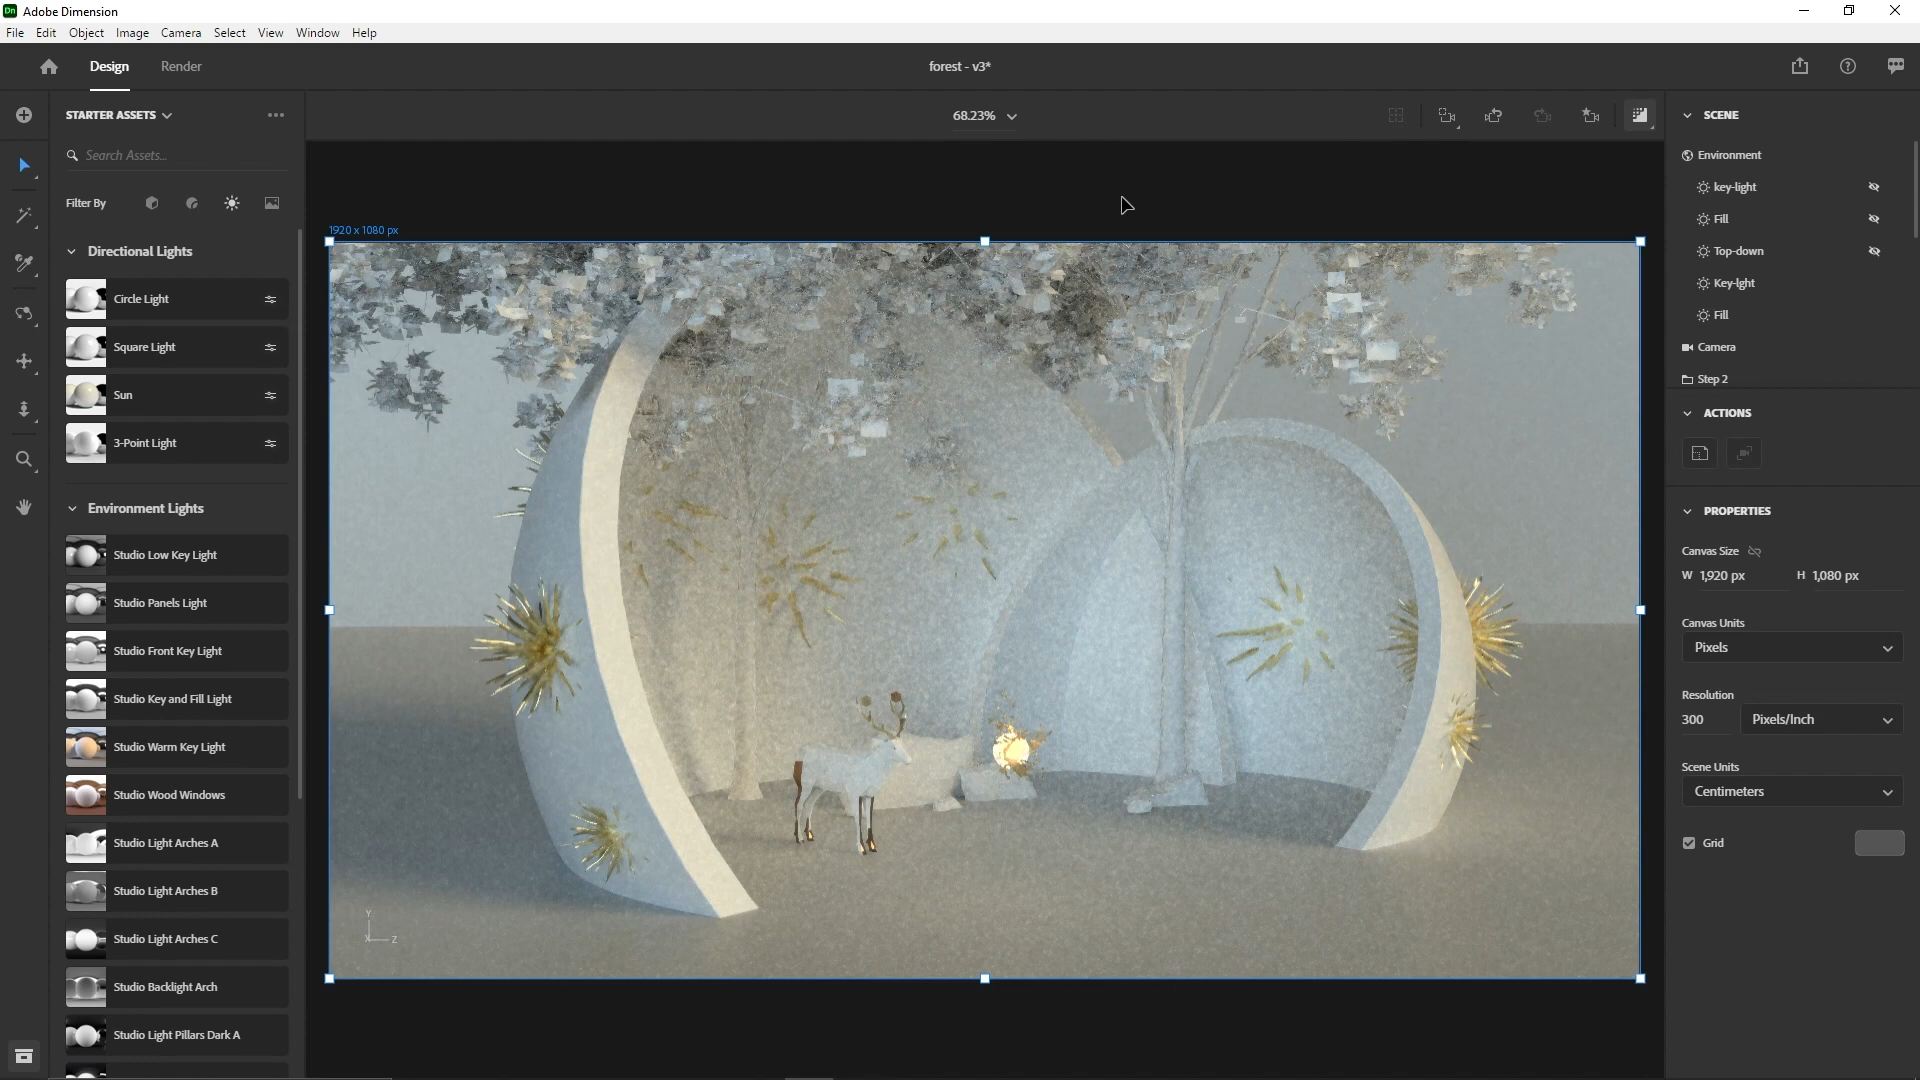 Dn Adobe Dimension
File Edit Object Image Camera Select View Window Help
Design Render forest - v3*
STARTER ASSETS
Search Assets...
Filter By
Directional Lights
Circle Light
Square Light
Sun
3-Point Light
Environment Lights
Studio Low Key Light
Studio Panels Light
Studio Front Key Light
Studio Key and Fill Light
Studio Warm Key Light
Studio Wood Windows
Studio Light Arches A
Studio Light Arches B
Studio Light Arches C
Studio Backlight Arch
Studio Light Pillars Dark A
68.23%
1920 x 1080 px
Y
X Z
SCENE
Environment
key-light
Fill
Top-down
Key-lght
Fill
Camera
Step 2
ACTIONS
PROPERTIES
Canvas Size
W 1,920 px H 1,080 px
Canvas Units
Pixels
Resolution
300 Pixels/Inch
Scene Units
Centimeters
Grid